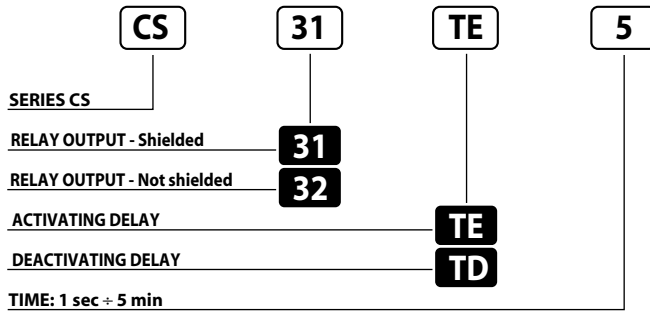 CS 31 TE 5
SERIES CS
RELAY OUTPUT - Shielded 31
RELAY OUTPUT - Not shielded 32
ACTIVATING DELAY TE
DEACTIVATING DELAY TD
TIME: 1 sec ÷ 5 min